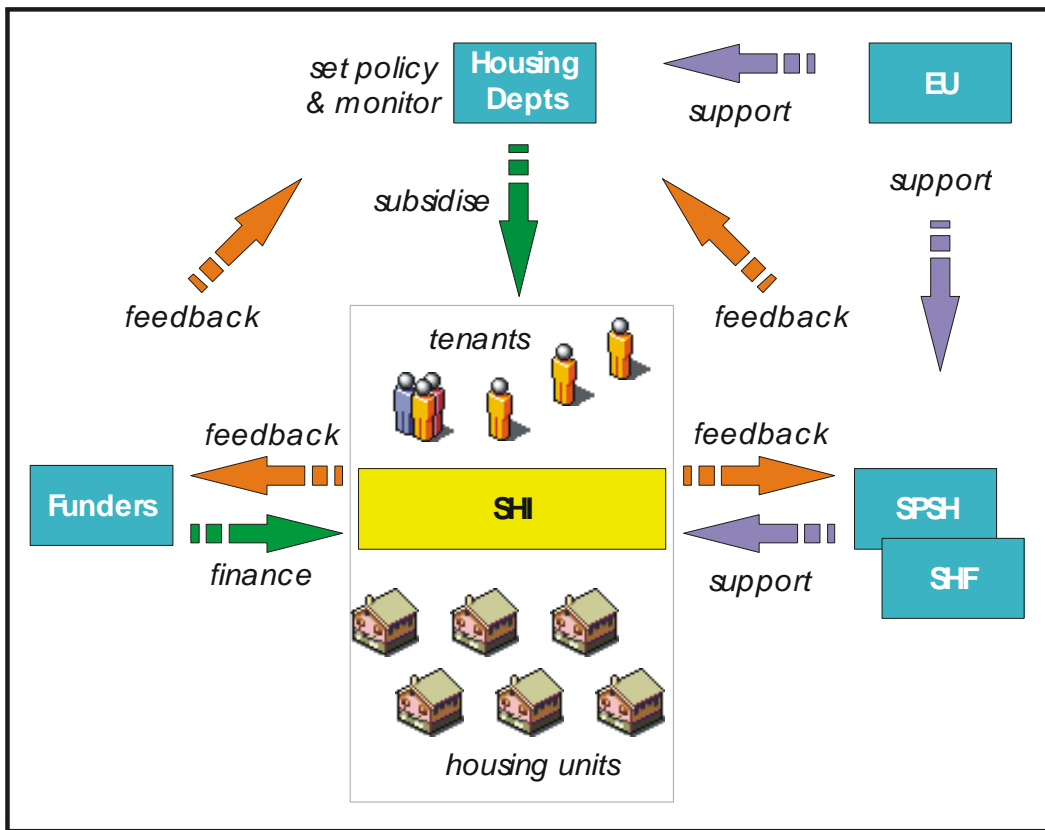 set policy
& monitor
Housing
Depts
support
EU
support
subsidise
feedback
feedback
tenants
feedback
feedback
Funders
SHI
SPSH
finance
support
SHF
housing units